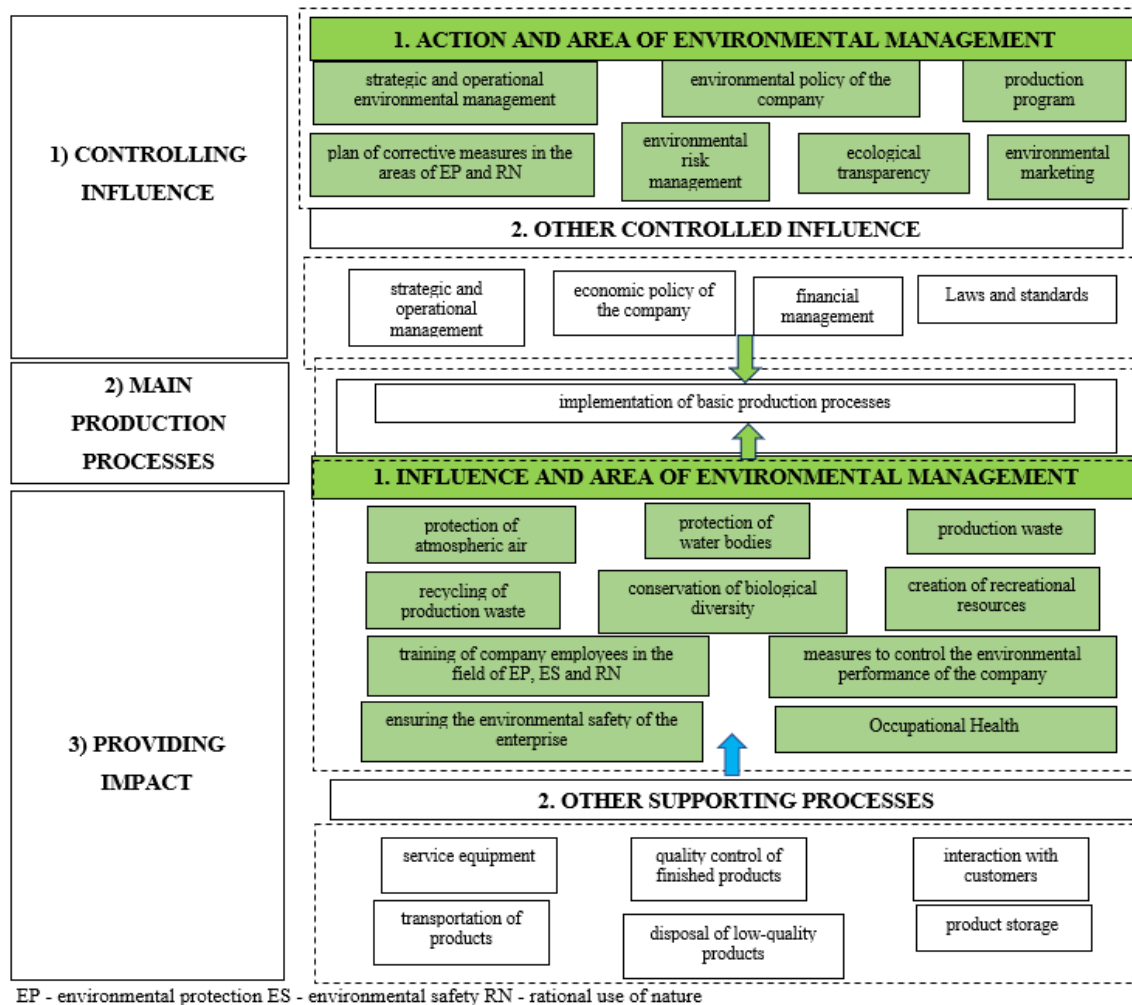 1. ACTION AND AREA OF ENVIRONMENTAL MANAGEMENT
strategic and operational
environmental management
environmental policy of the
company
production
program
1) CONTROLLING
INFLUENCE
plan of corrective measures in the
areas of EP and RN
environmental
risk
management
ecological
transparency
environmental
marketing
2. OTHER CONTROLLED INFLUENCE
strategic and
operational
management
economic policy of
the company
financial
management
Laws and standards
2) MAIN
PRODUCTION
PROCESSES
implementation of basic production processes
1. INFLUENCE AND AREA OF ENVIRONMENTAL MANAGEMENT
protection of
atmospheric air
protection of
water bodies
production waste
recycling of
production waste
conservation of biological
diversity
creation of recreational
resources
training of company employees in the
field of EP, ES and RN
measures to control the environmental
performance of the company
ensuring the environmental safety of the
enterprise
Occupational Health
3) PROVIDING
IMPACT
2. OTHER SUPPORTING PROCESSES
service equipment
quality control of
finished products
interaction with
customers
transportation of
products
disposal of low-quality
products
product storage
EP - environmental protection ES - environmental safety RN - rational use of nature